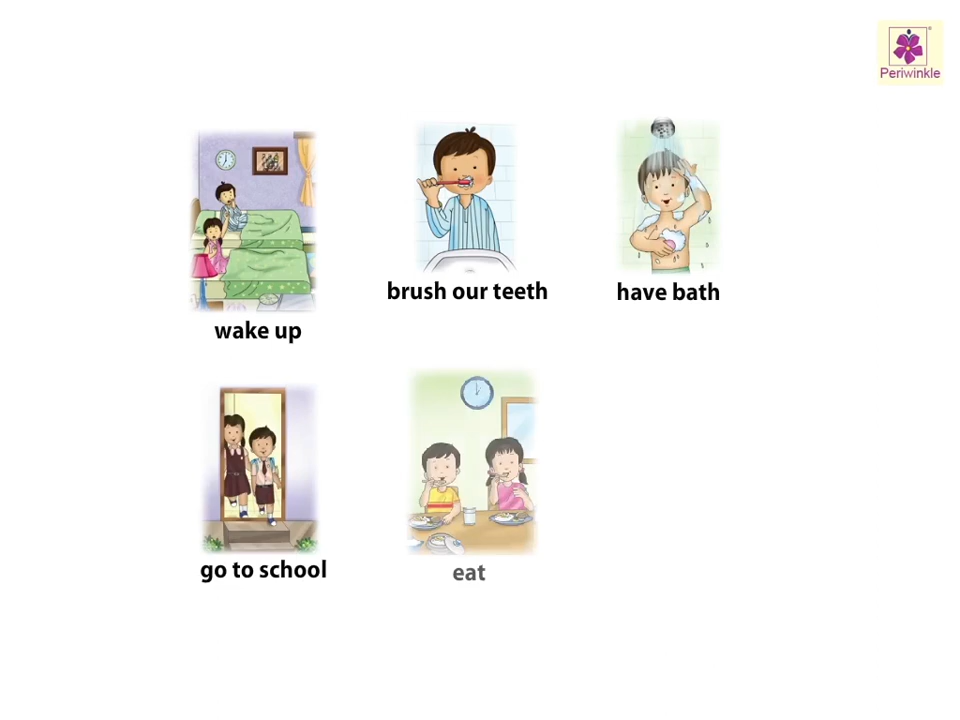 Periwinkle
brush our teeth
have bath
wake up
go to school
eat